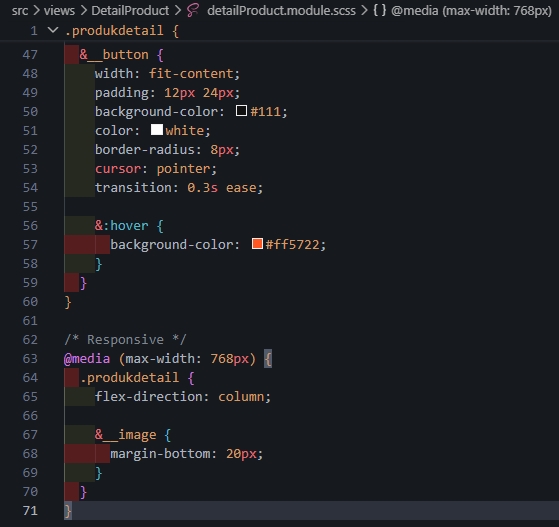 src > views > DetailProduct > detailProduct.module.scss > { } @media (max-width: 768px)
1 .produkdetail {
47 &__button {
48 width: fit-content;
49 padding: 12px 24px;
50 background-color: #111;
51 color: white;
52 border-radius: 8px;
53 cursor: pointer;
54 transition: 0.3s ease;
55
56 &:hover {
57 background-color: #ff5722;
58 }
59 }
60 }
61
62 /* Responsive */
63 @media (max-width: 768px) {
64 .produkdetail {
65 flex-direction: column;
66
67 &__image {
68 margin-bottom: 20px;
69 }
70 }
71 }